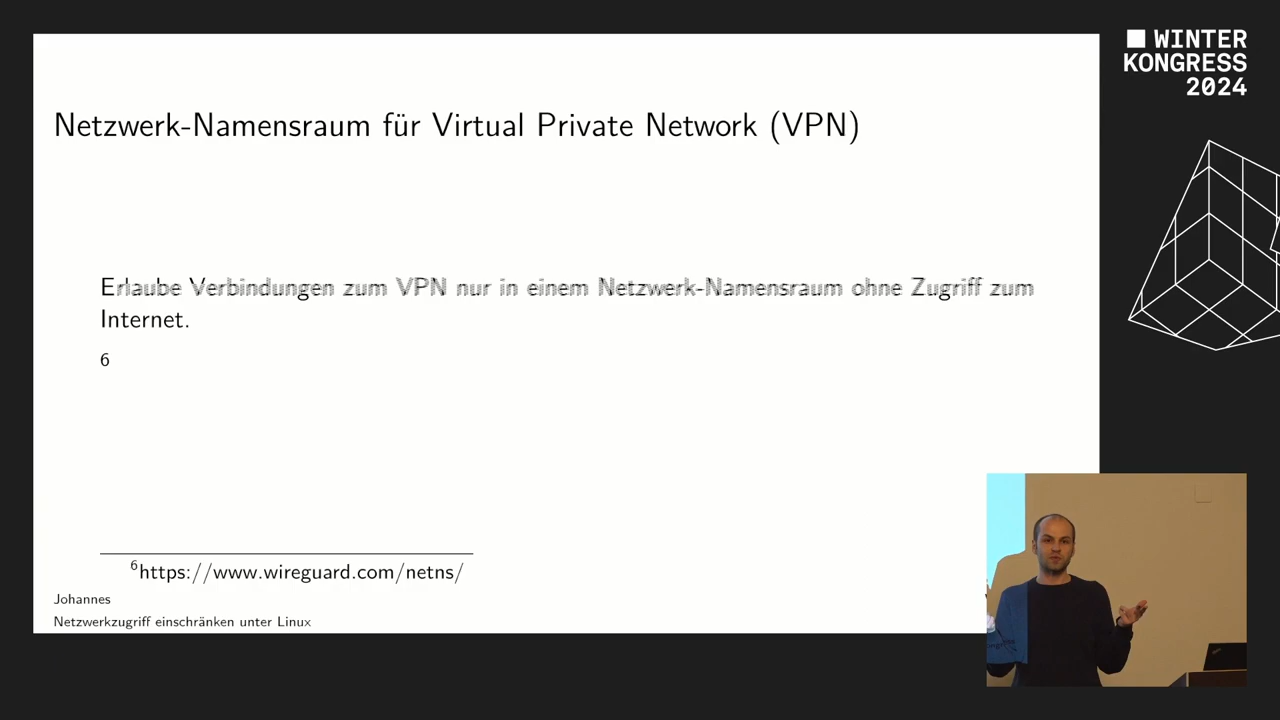 WINTER
KONGRESS
2024
Netzwerk-Namensraum für Virtual Private Network (VPN)
Erlaube Verbindungen zum VPN nur in einem Netzwerk-Namensraum ohne Zugriff zum
Internet.
6
6https://www.wireguard.com/netns/
Johannes
Netzwerkzugriff einschränken unter Linux